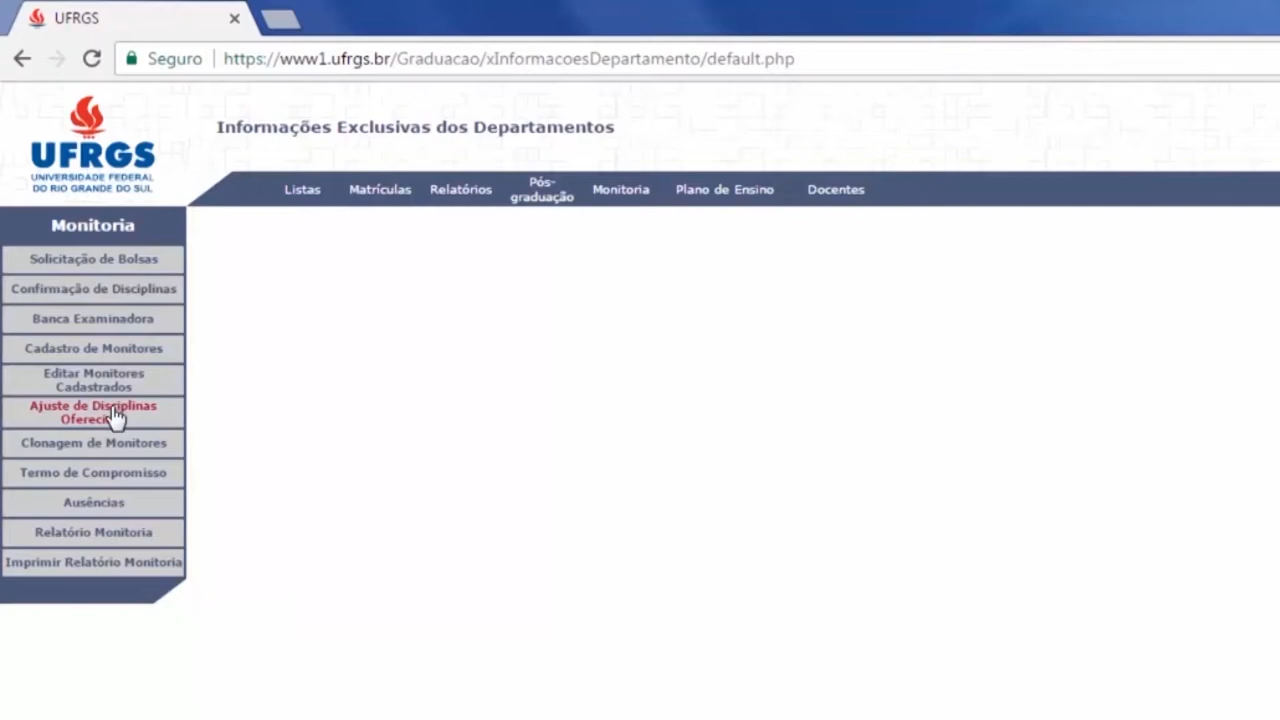 UFRGS
Seguro
https://www1.ufrgs.br/Graduacao/xInformacoesDepartamento/default.php
UFRGS
UNIVERSIDADE FEDERAL
DO RIO GRANDE DO SUL
Informações Exclusivas dos Departamentos
Listas
Matrículas
Relatórios
Pós-
graduação
Monitoria
Plano de Ensino
Docentes
Monitoria
Solicitação de Bolsas
Confirmação de Disciplinas
Banca Examinadora
Cadastro de Monitores
Editar Monitores
Cadastrados
Ajuste de Disciplinas
Clonagem de Monitores
Termo de Compromisso
Ausências
Relatório Monitoria
Imprimir Relatório Monitoria